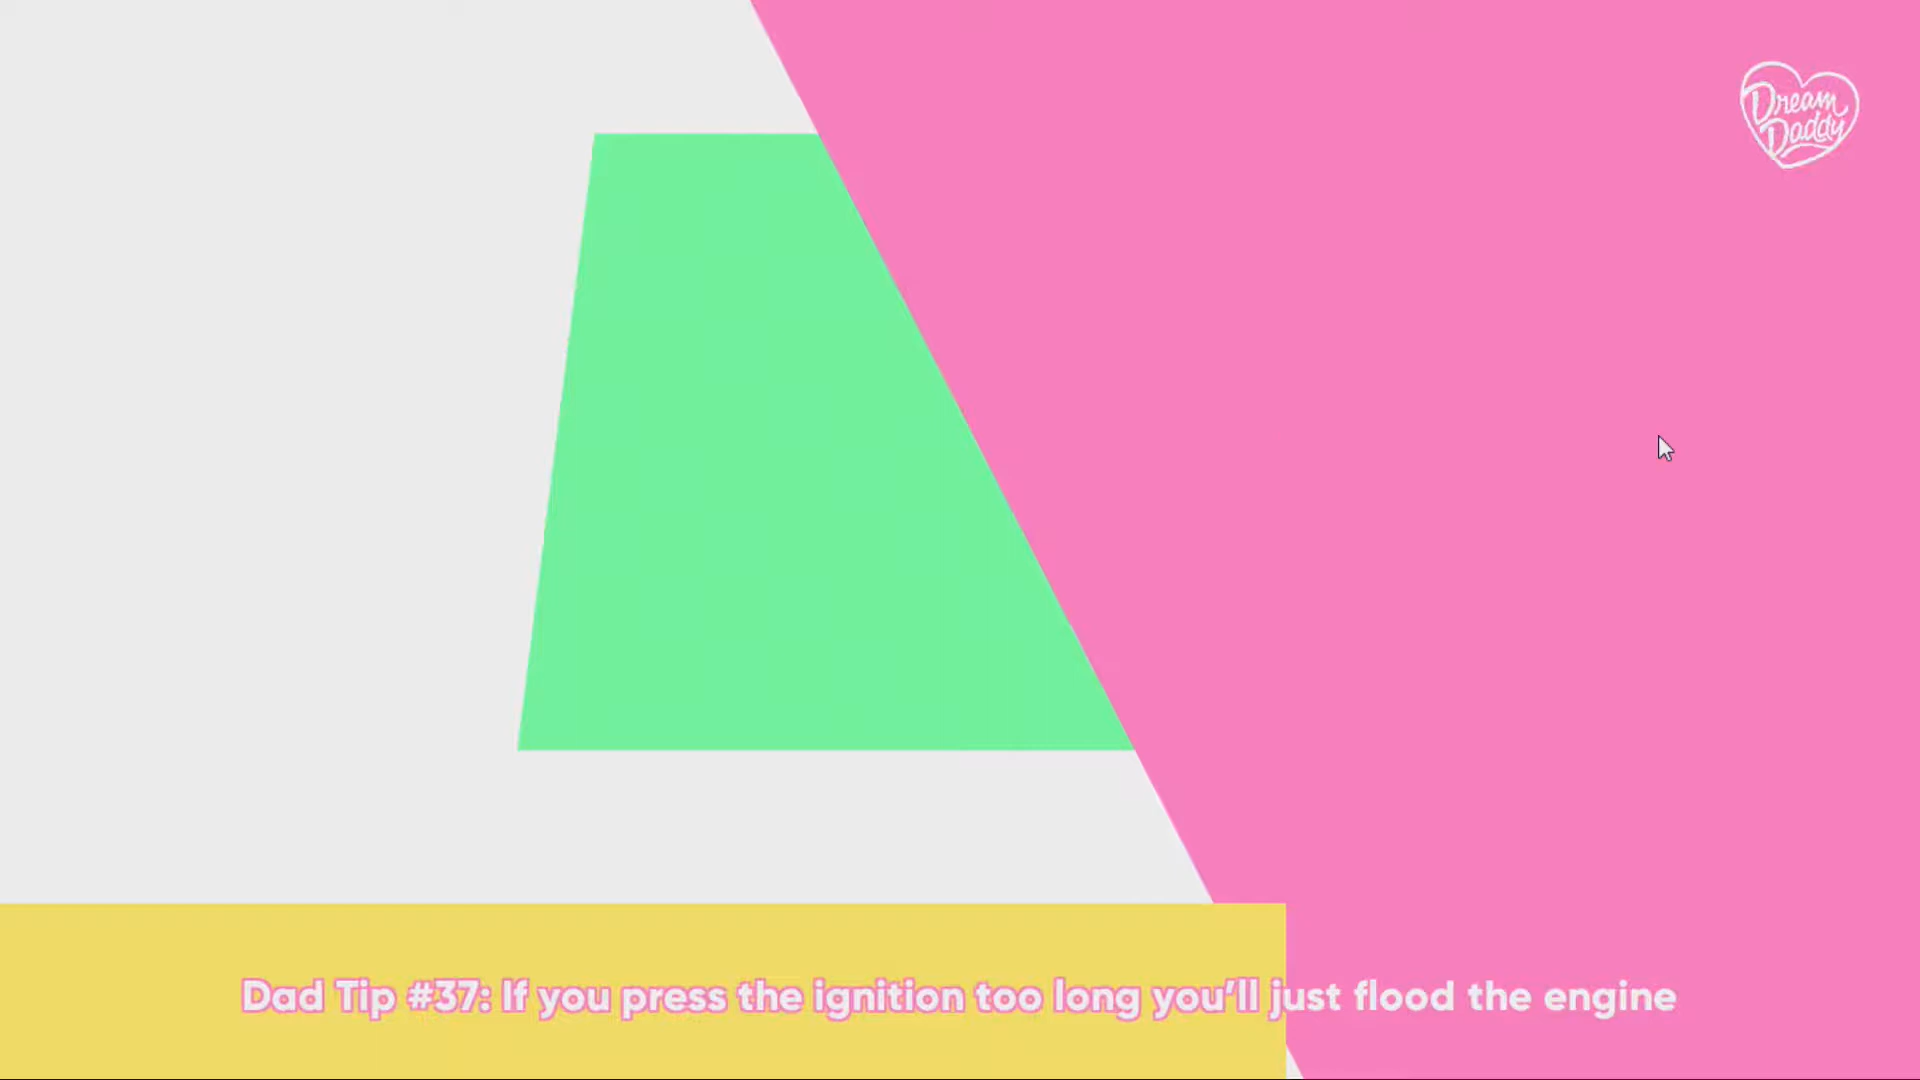 Dream
Daddy
Dad Tip #37: If you press the ignition too long you’ll just flood the engine